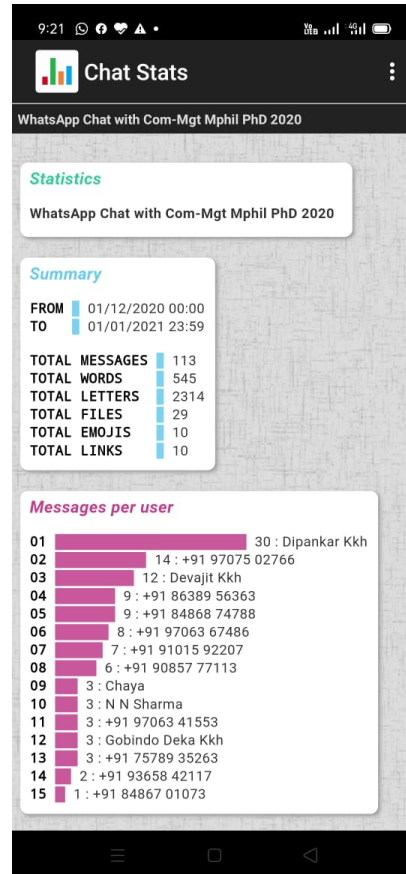 9:21
Vo LTE 4G
Chat Stats
WhatsApp Chat with Com-Mgt Mphil PhD 2020
Statistics
WhatsApp Chat with Com-Mgt Mphil PhD 2020
Summary
FROM 01/12/2020 00:00
TO 01/01/2021 23:59
TOTAL MESSAGES 113
TOTAL WORDS 545
TOTAL LETTERS 2314
TOTAL FILES 29
TOTAL EMOJIS 10
TOTAL LINKS 10
Messages per user
01 30 : Dipankar Kkh
02 14 : +91 97075 02766
03 12 : Devajit Kkh
04 9 : +91 86389 56363
05 9 : +91 84868 74788
06 8 : +91 97063 67486
07 7 : +91 91015 92207
08 6 : +91 90857 77113
09 3 : Chaya
10 3 : N N Sharma
11 3 : +91 97063 41553
12 3 : Gobindo Deka Kkh
13 3 : +91 75789 35263
14 2 : +91 93658 42117
15 1 : +91 84867 01073